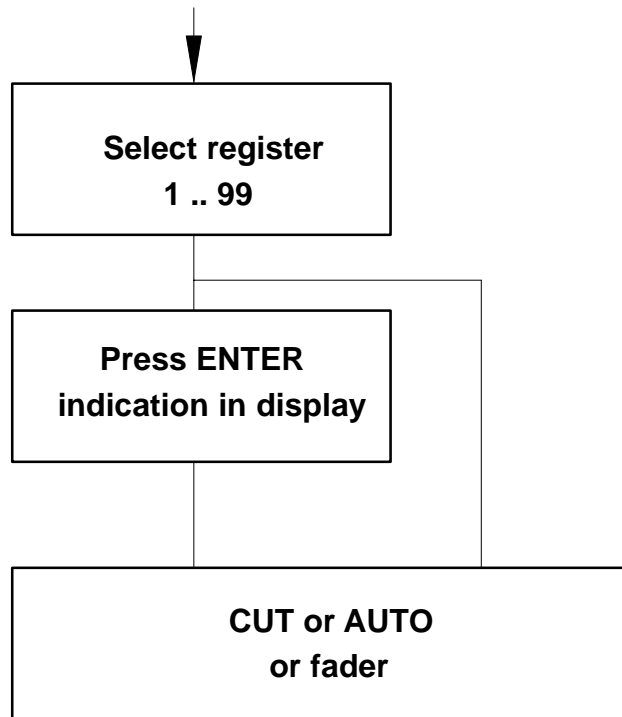 Select register
1 .. 99
Press ENTER
indication in display
CUT or AUTO
or fader